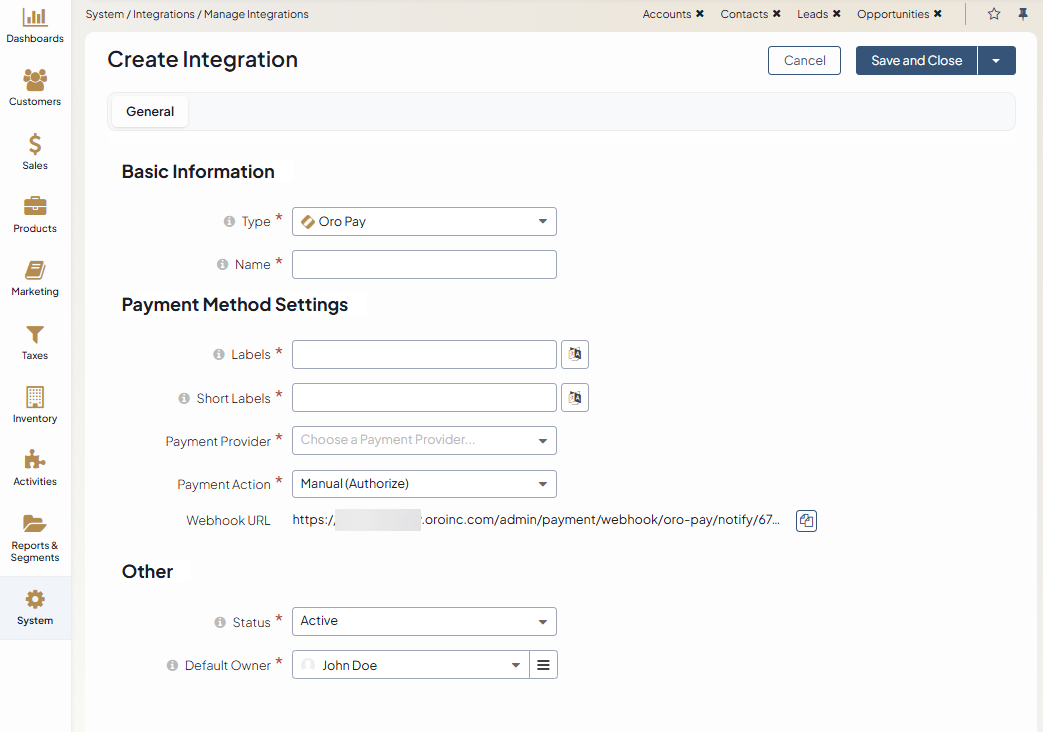 System / Integrations / Manage Integrations
Accounts ✖ Contacts ✖ Leads ✖ Opportunities ✖
Dashboards
Customers
Sales
Products
Marketing
Taxes
Inventory
Activities
Reports &
Segments
System
Create Integration
Cancel
Save and Close
General
Basic Information
Type * Oro Pay
Name *
Payment Method Settings
Labels *
Short Labels *
Payment Provider * Choose a Payment Provider...
Payment Action * Manual (Authorize)
Webhook URL https:/ .oroinc.com/admin/payment/webhook/oro-pay/notify/67...
Other
Status * Active
Default Owner * John Doe